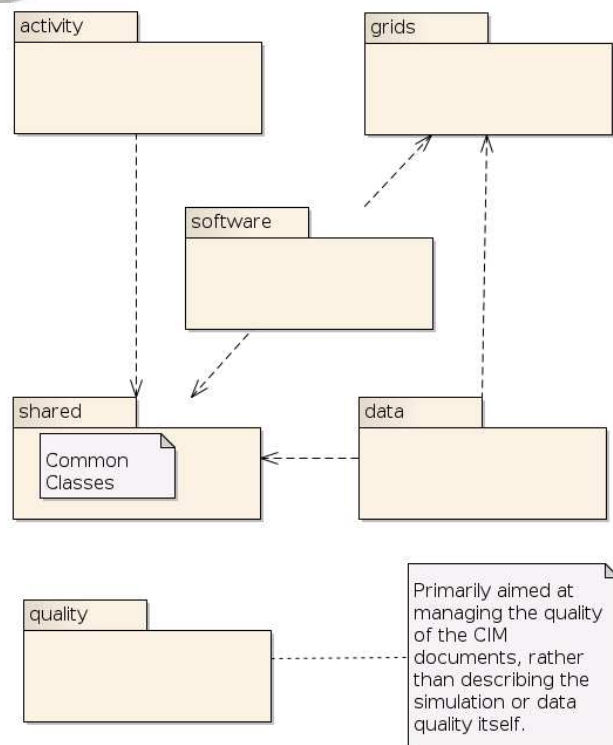 activity
grids
software
shared
Common
Classes
data
quality
Primarily aimed at
managing the quality
of the CIM
documents, rather
than describing the
simulation or data
quality itself.